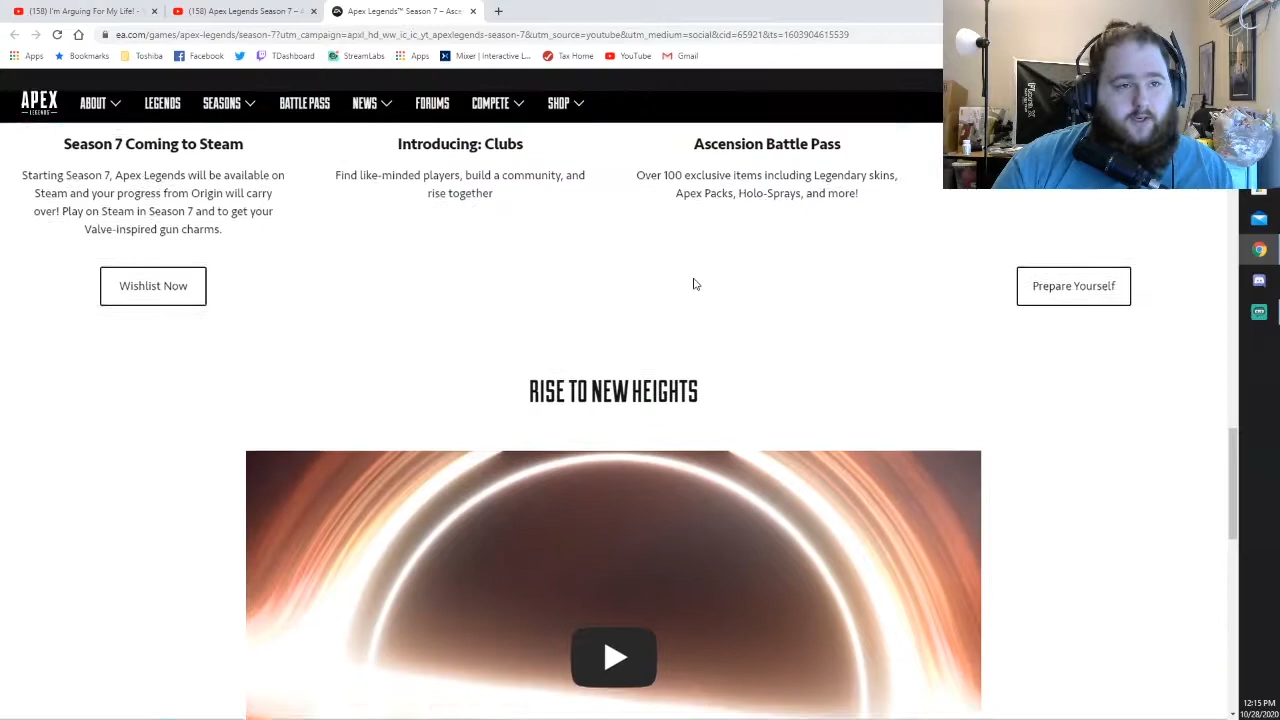 (158) I'm Arguing For My Life! - 
(158) Apex Legends Season 7 – A
Apex Legends™ Season 7 – Asce
ea.com/games/apex-legends/season-7?utm_campaign=apxl_hd_ww_ic_ic_yt_apexlegends-season-7&utm_source=youtube&utm_medium=social&cid=65921&ts=1603904615539
Apps Bookmarks Toshiba Facebook TDashboard StreamLabs Apps Mixer | Interactive L... Tax Home YouTube Gmail
APEX
LEGENDS
ABOUT LEGENDS SEASONS BATTLE PASS NEWS FORUMS COMPETE SHOP
Season 7 Coming to Steam
Starting Season 7, Apex Legends will be available on
Steam and your progress from Origin will carry
over! Play on Steam in Season 7 and to get your
Valve-inspired gun charms.
Wishlist Now
Introducing: Clubs
Find like-minded players, build a community, and
rise together
Ascension Battle Pass
Over 100 exclusive items including Legendary skins,
Apex Packs, Holo-Sprays, and more!
Prepare Yourself
RISE TO NEW HEIGHTS
12:15 PM
10/28/2020